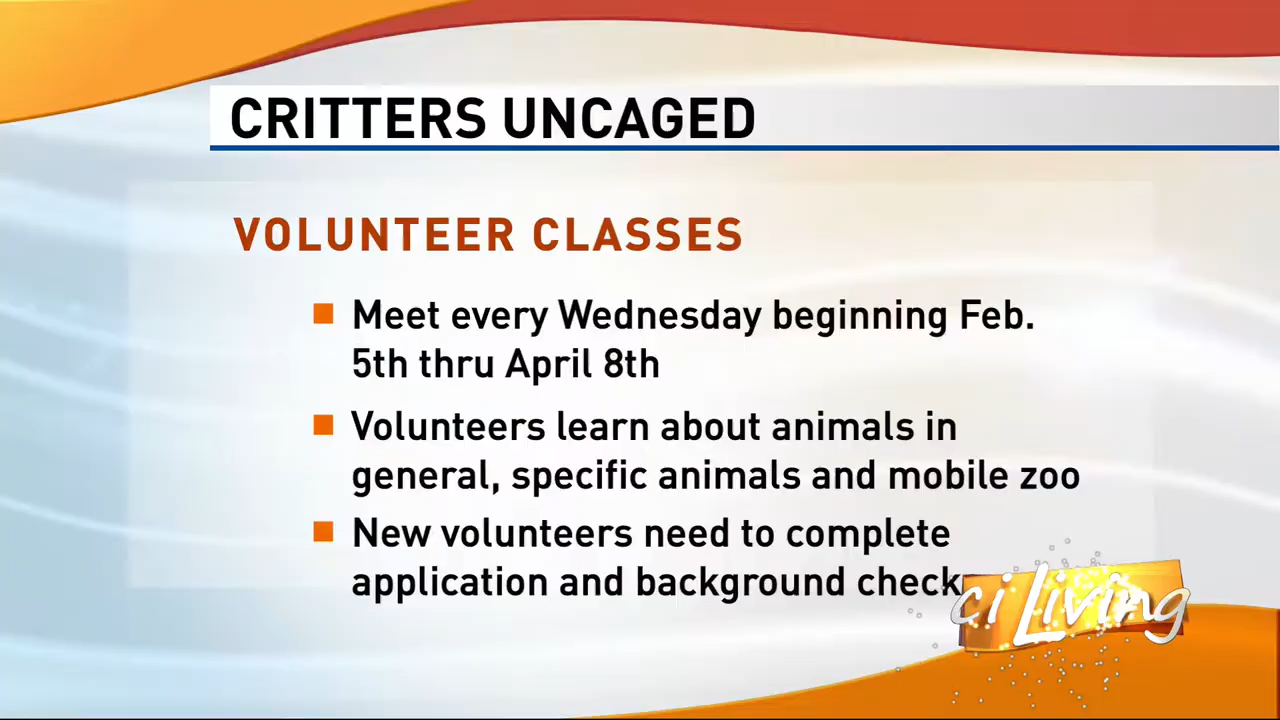 CRITTERS UNCAGED
VOLUNTEER CLASSES
Meet every Wednesday beginning Feb.
5th thru April 8th
Volunteers learn about animals in
general, specific animals and mobile zoo
New volunteers need to complete
application and background check
ci Living